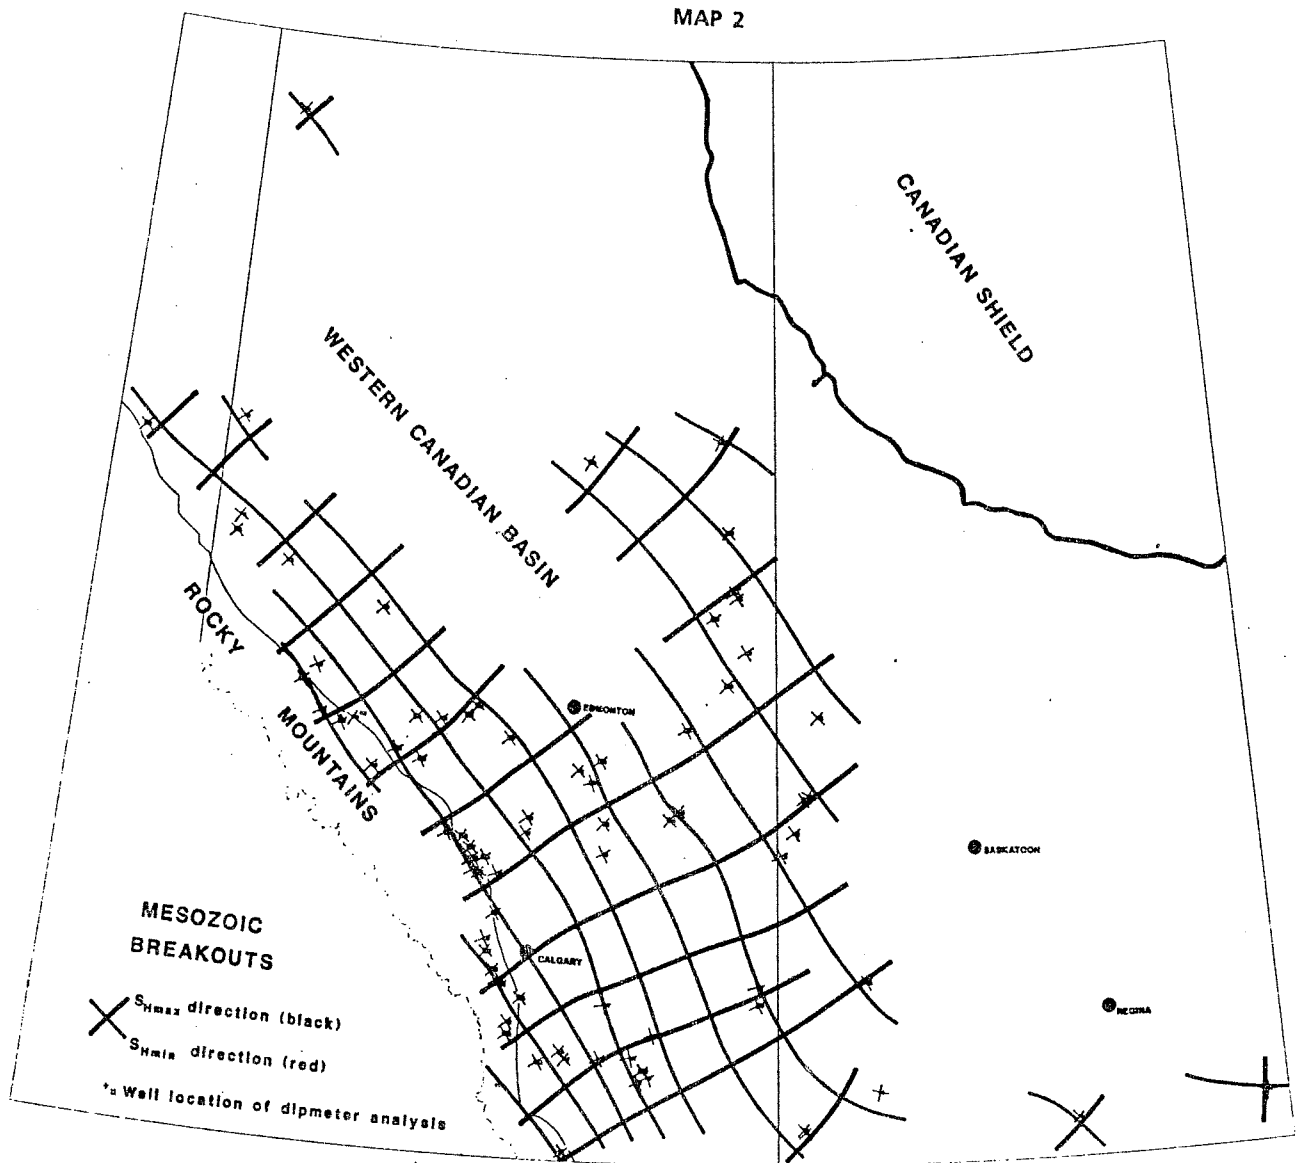 MAP 2
CANADIAN SHIELD
WESTERN CANADIAN BASIN
ROCKY
MOUNTAINS
EDMONTON
SASKATOON
CALGARY
REGINA
MESOZOIC
BREAKOUTS
SHmax direction (black)
SHmin direction (red)
+= well location of dipmeter analysis